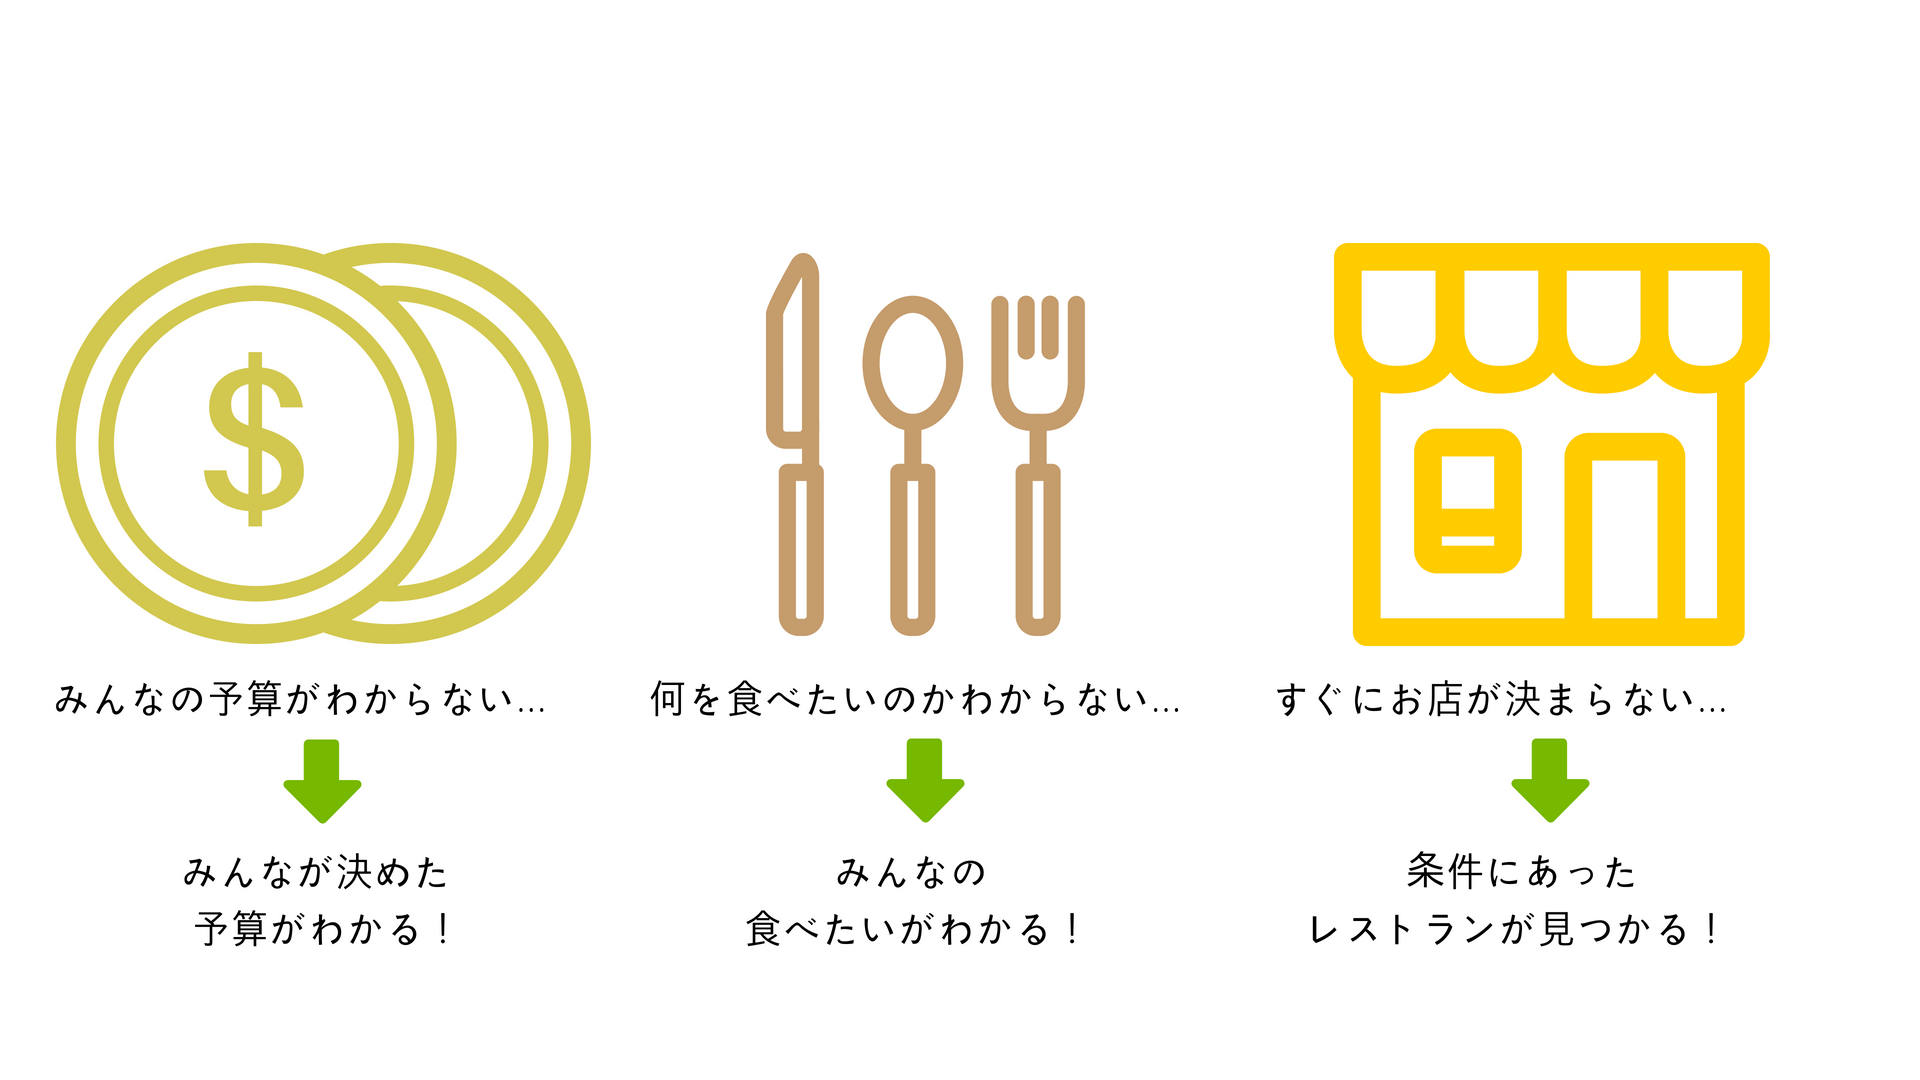 $
みんなの予算がわからない...
みんなが決めた
予算がわかる！
何を食べたいのかわからない...
みんなの
食べたいがわかる！
すぐにお店が決まらない...
条件にあった
レストランが見つかる！